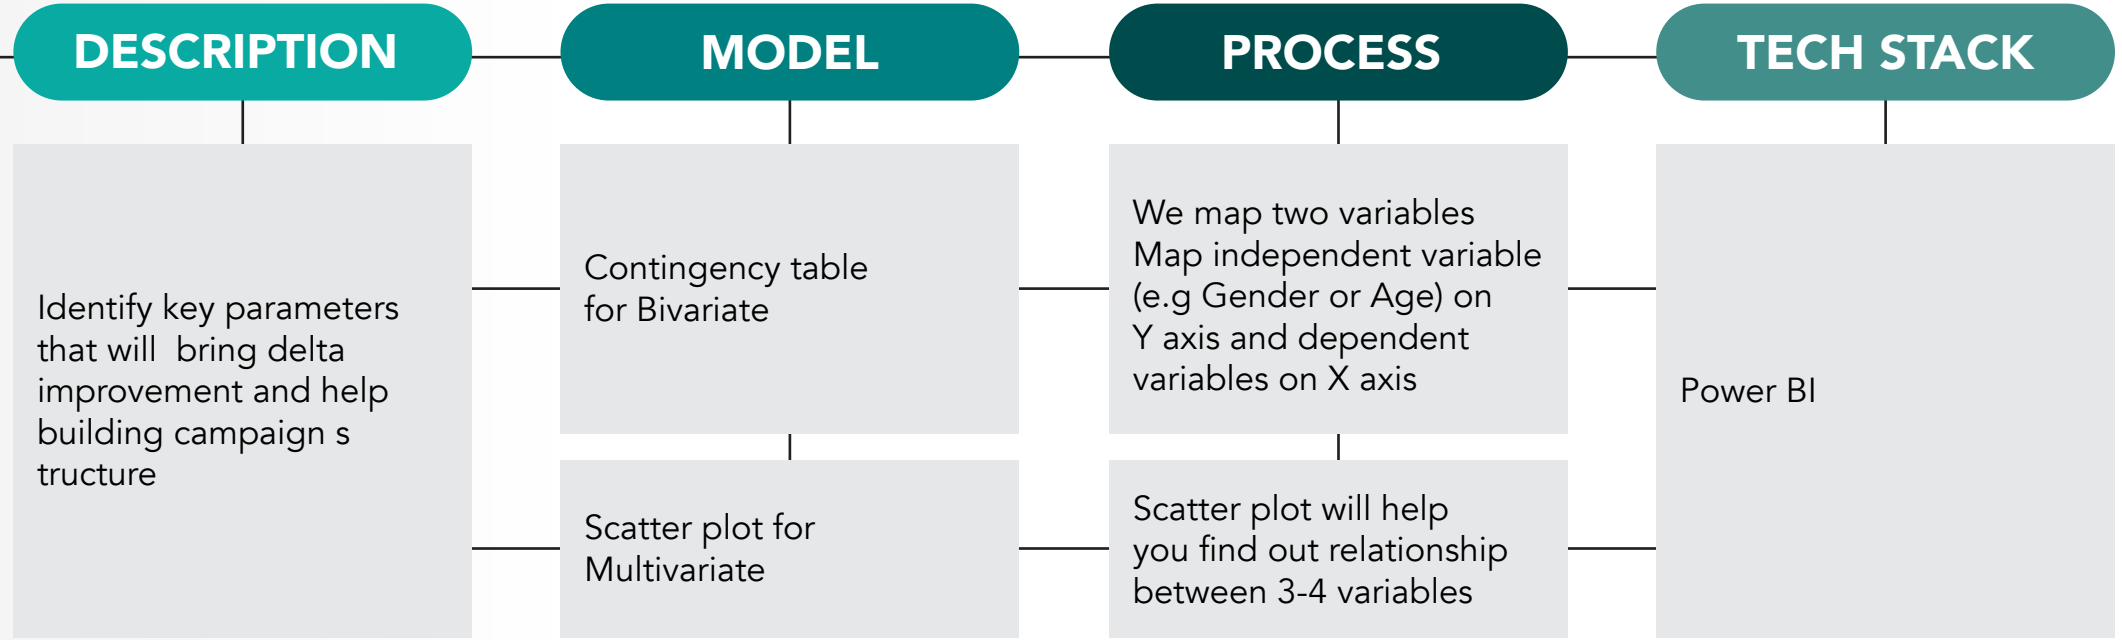 DESCRIPTION
MODEL
PROCESS
TECH STACK
Identify key parameters
that will  bring delta
improvement and help
building campaign s
tructure
Contingency table
for Bivariate
We map two variables
Map independent variable
(e.g Gender or Age) on
Y axis and dependent
variables on X axis
Power BI
Scatter plot for
Multivariate
Scatter plot will help
you find out relationship
between 3-4 variables